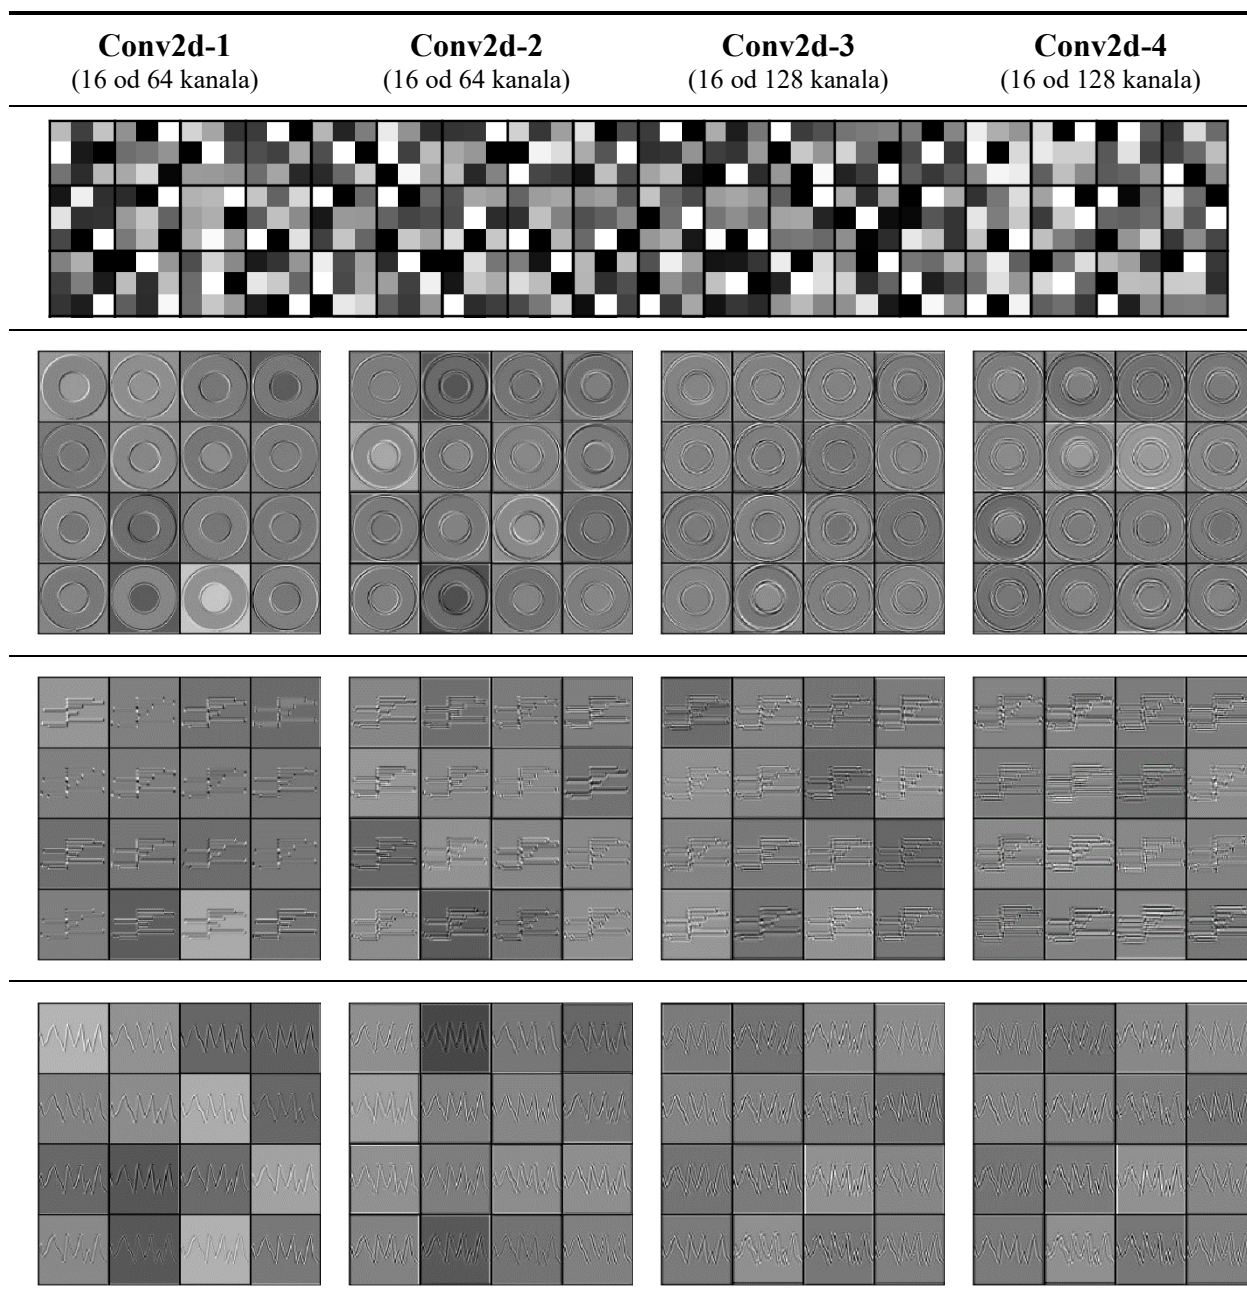 Conv2d-1 Conv2d-2 Conv2d-3 Conv2d-4
(16 od 64 kanala) (16 od 64 kanala) (16 od 128 kanala) (16 od 128 kanala)